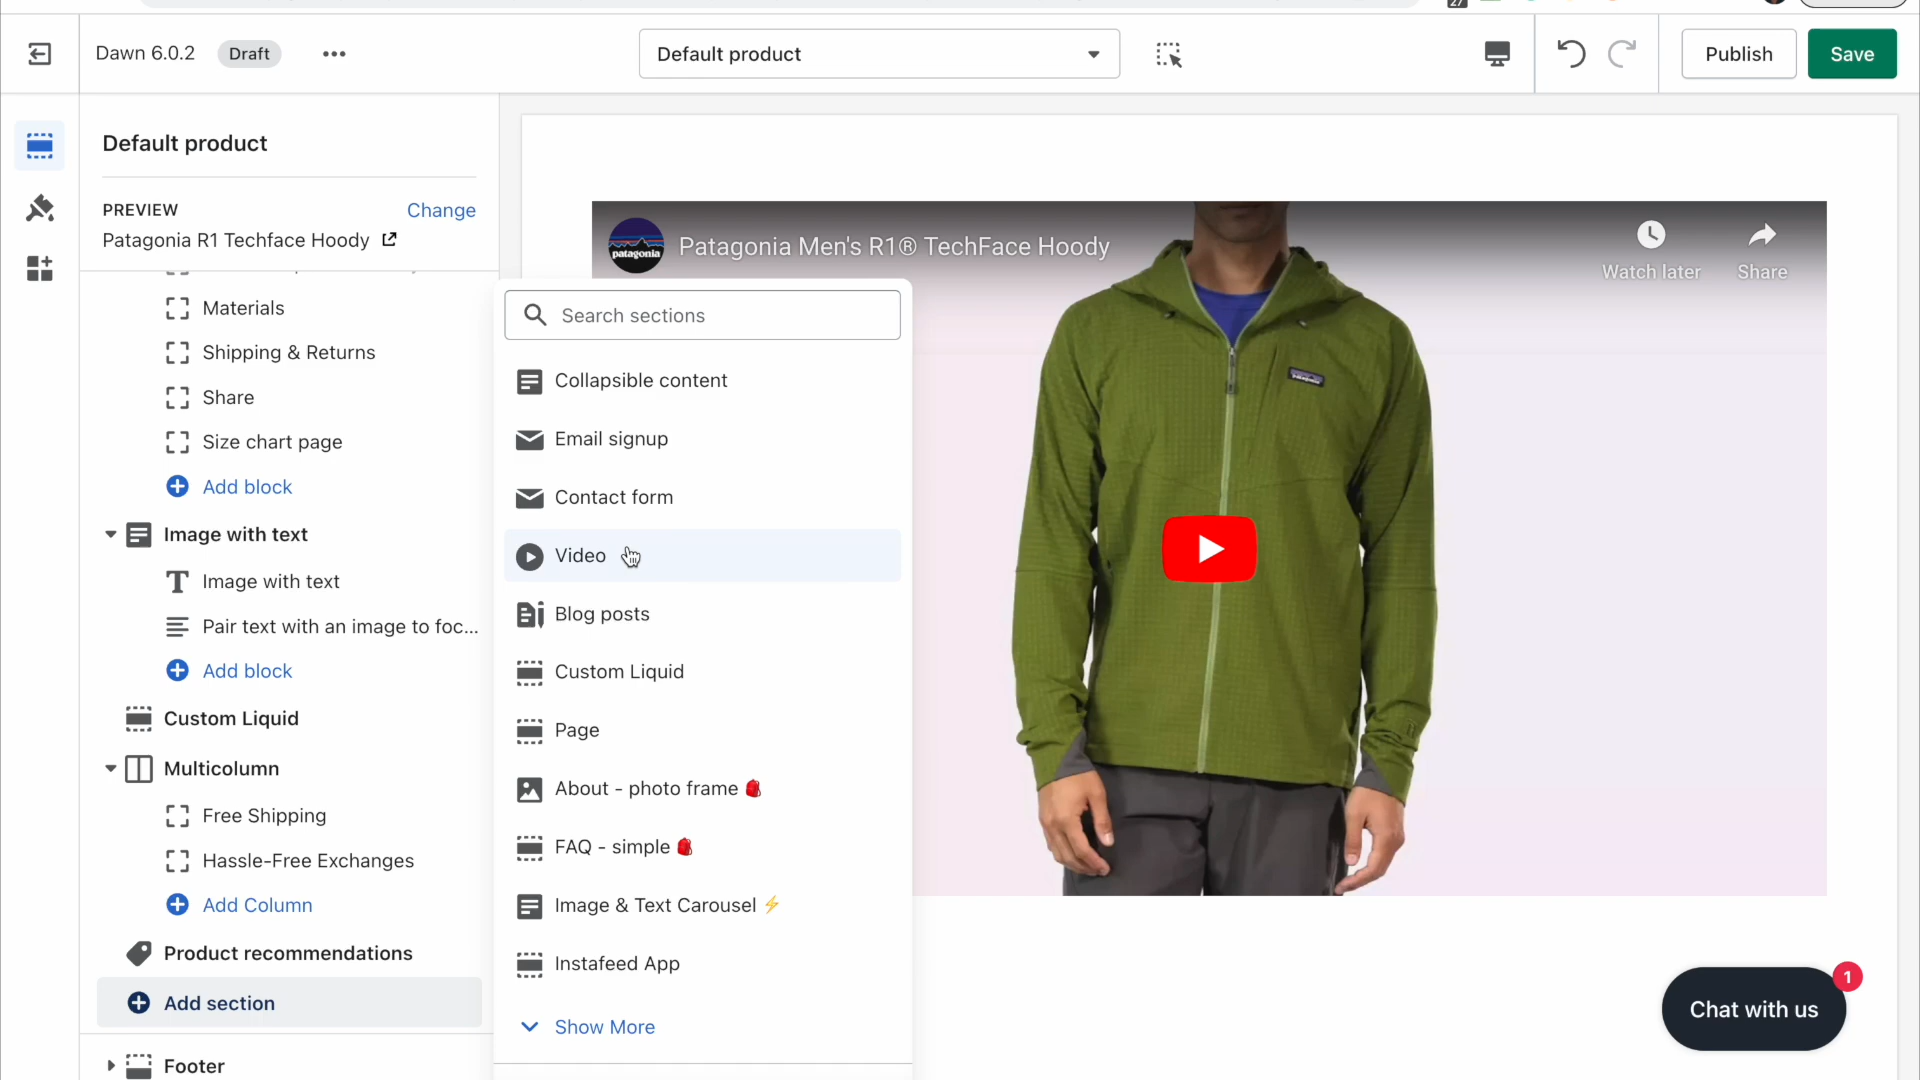 27
Dawn 6.0.2
Draft
Default product
Publish
Save
Default product
PREVIEW
Change
Patagonia R1 Techface Hoody
Materials
Shipping & Returns
Share
Size chart page
Add block
Image with text
Image with text
Pair text with an image to foc...
Add block
Custom Liquid
Multicolumn
Free Shipping
Hassle-Free Exchanges
Add Column
Product recommendations
Add section
Footer
Search sections
Collapsible content
Email signup
Contact form
Video
Blog posts
Custom Liquid
Page
About - photo frame
FAQ - simple
Image & Text Carousel ⚡
Instafeed App
Show More
patagonia
Patagonia Men's R1® TechFace Hoody
Watch later
Share
1
Chat with us